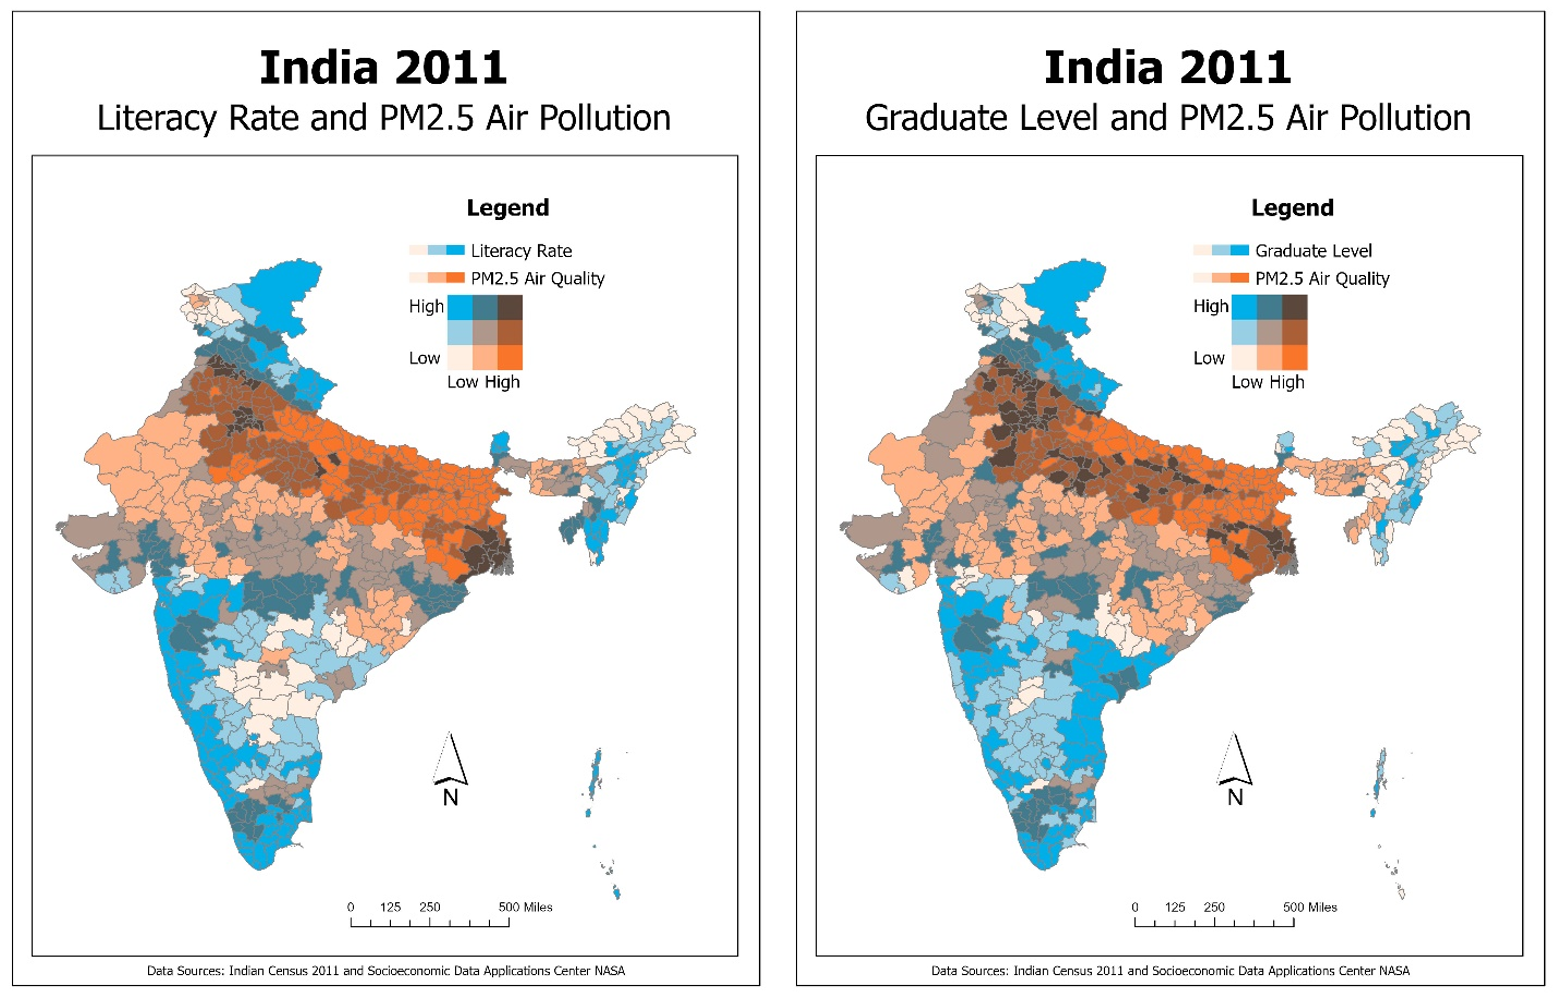 India 2011
Literacy Rate and PM2.5 Air Pollution
Legend
Literacy Rate
PM2.5 Air Quality
High
Low
Low High
N
0 125 250 500 Miles
Data Sources: Indian Census 2011 and Socioeconomic Data Applications Center NASA
India 2011
Graduate Level and PM2.5 Air Pollution
Legend
Graduate Level
PM2.5 Air Quality
High
Low
Low High
N
0 125 250 500 Miles
Data Sources: Indian Census 2011 and Socioeconomic Data Applications Center NASA